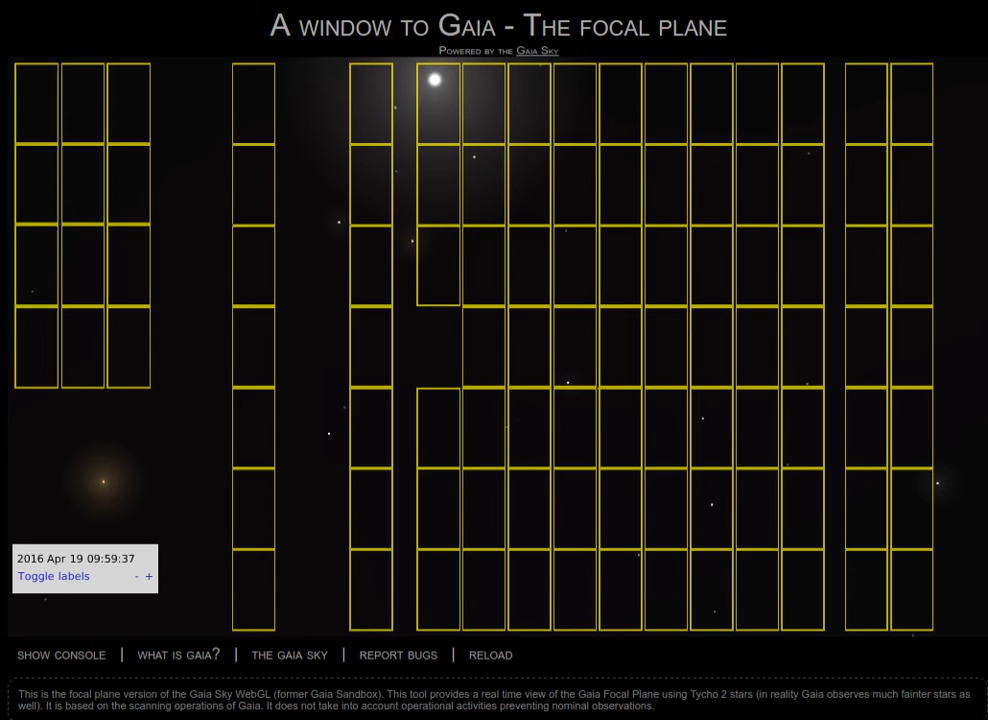 A window to Gaia - The focal plane
Powered by the Gaia Sky
2016 Apr 19 09:59:37
Toggle labels - +
SHOW CONSOLE | WHAT IS GAIA? | THE GAIA SKY | REPORT BUGS | RELOAD
This is the focal plane version of the Gaia Sky WebGL (former Gaia Sandbox). This tool provides a real time view of the Gaia Focal Plane using Tycho 2 stars (in reality Gaia observes much fainter stars as
well). It is based on the scanning operations of Gaia. It does not take into account operational activities preventing nominal observations.